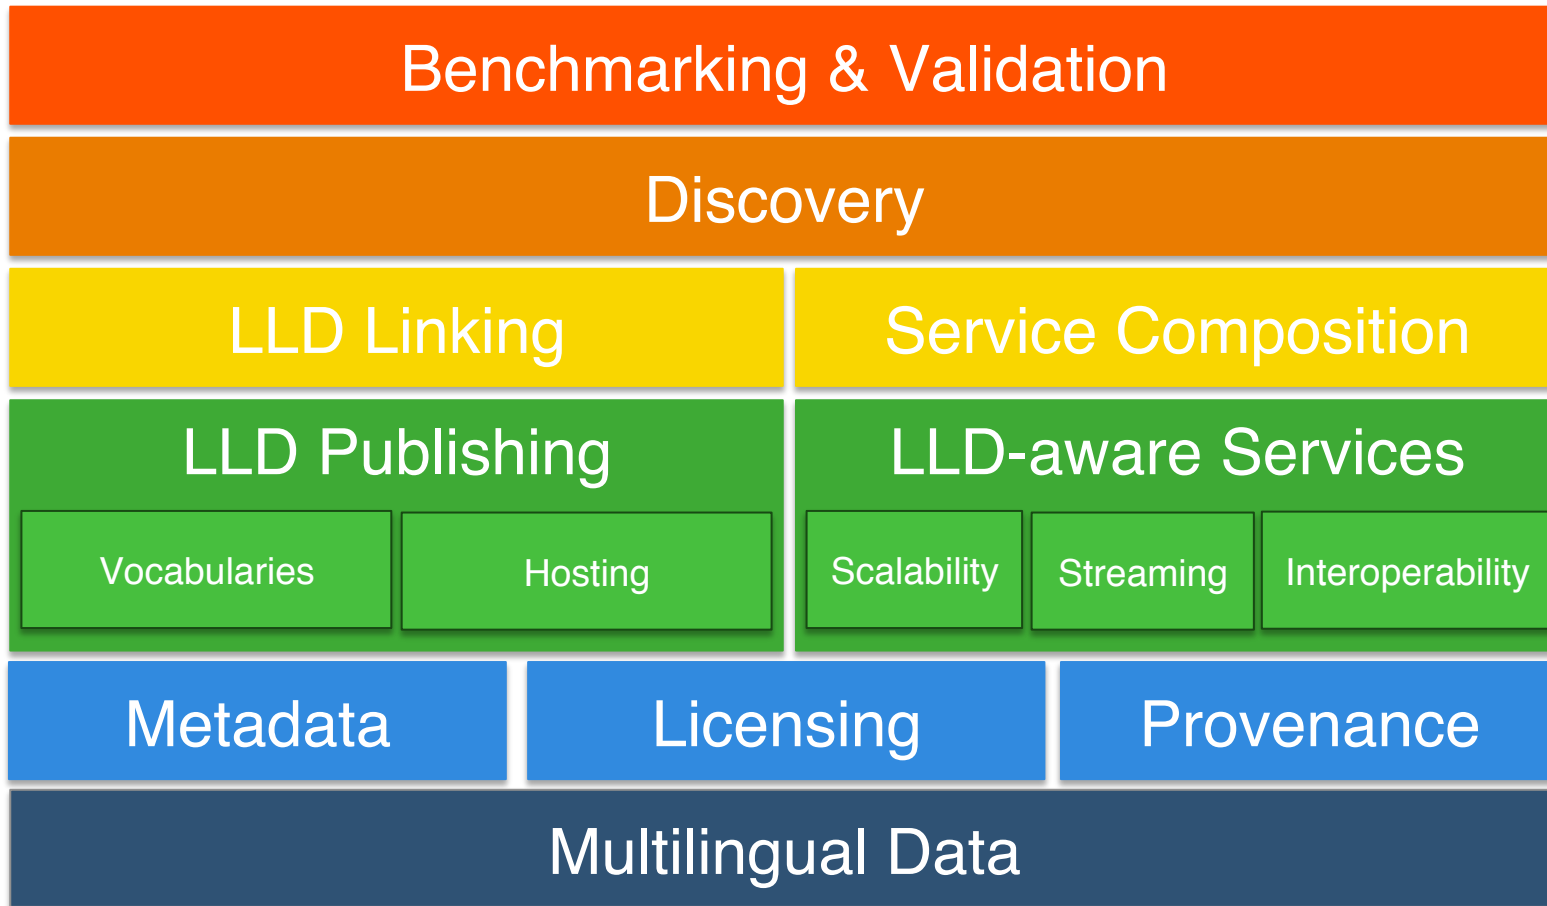 Benchmarking & Validation
Discovery
LLD Linking
Service Composition
LLD Publishing
LLD-aware Services
Vocabularies
Hosting
Scalability
Streaming
Interoperability
Metadata
Licensing
Provenance
Multilingual Data